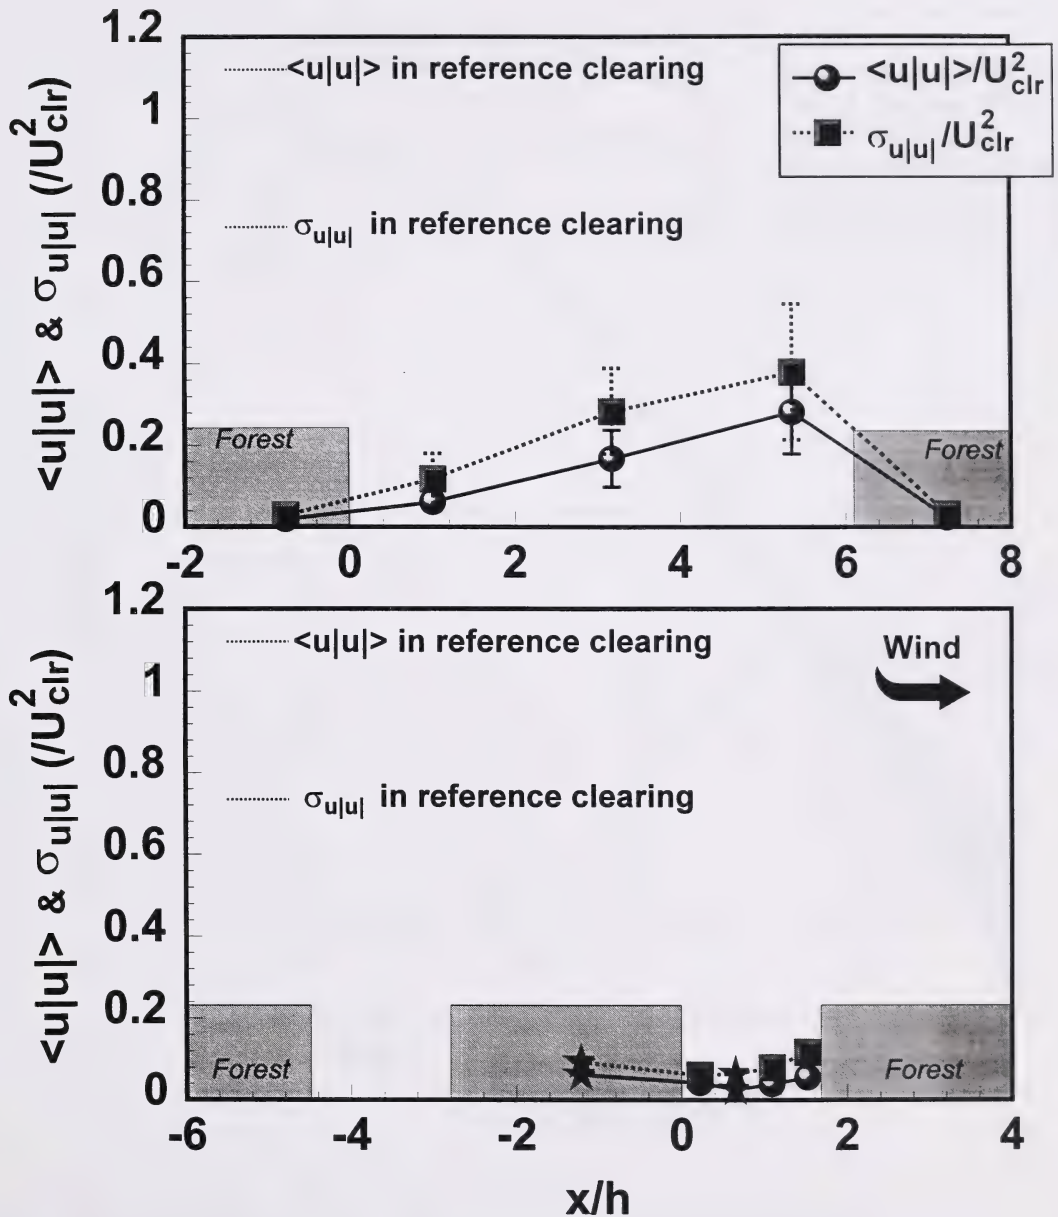 1.2
<u|u|> in reference clearing
<u|u|>/U²clr
1
σu|u|/U²clr
0.8
σu|u| in reference clearing
0.6
<u|u|> & σu|u| (/U²clr)
0.4
Forest
Forest
0.2
0
-2 0 2 4 6 8
1.2
<u|u|> in reference clearing
Wind
1
0.8
σu|u| in reference clearing
0.6
<u|u|> & σu|u| (/U²clr)
0.4
0.2
Forest
Forest
0
-6 -4 -2 0 2 4
x/h